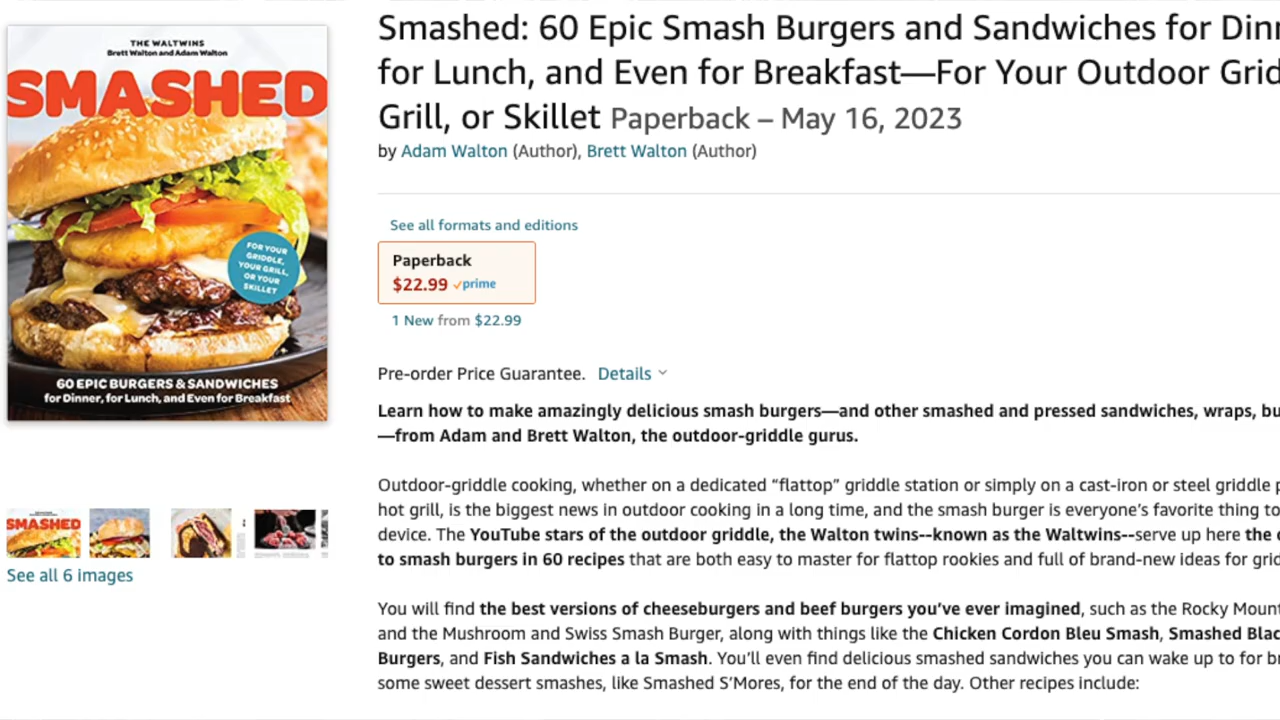 THE WALTWINS
Brett Walton and Adam Walton
SMASHED
FOR YOUR
GRIDDLE,
YOUR GRILL,
OR YOUR
SKILLET
60 EPIC BURGERS & SANDWICHES
for Dinner, for Lunch, and Even for Breakfast
SMASHED
See all 6 images
Smashed: 60 Epic Smash Burgers and Sandwiches for Dinn
for Lunch, and Even for Breakfast—For Your Outdoor Grid
Grill, or Skillet Paperback – May 16, 2023
by Adam Walton (Author), Brett Walton (Author)
See all formats and editions
Paperback
$22.99 prime
1 New from $22.99
Pre-order Price Guarantee. Details
Learn how to make amazingly delicious smash burgers—and other smashed and pressed sandwiches, wraps, bu
—from Adam and Brett Walton, the outdoor-griddle gurus.
Outdoor-griddle cooking, whether on a dedicated “flattop” griddle station or simply on a cast-iron or steel griddle p
hot grill, is the biggest news in outdoor cooking in a long time, and the smash burger is everyone’s favorite thing to
device. The YouTube stars of the outdoor griddle, the Walton twins--known as the Waltwins--serve up here the
to smash burgers in 60 recipes that are both easy to master for flattop rookies and full of brand-new ideas for grid
You will find the best versions of cheeseburgers and beef burgers you’ve ever imagined, such as the Rocky Mount
and the Mushroom and Swiss Smash Burger, along with things like the Chicken Cordon Bleu Smash, Smashed Blac
Burgers, and Fish Sandwiches a la Smash. You’ll even find delicious smashed sandwiches you can wake up to for br
some sweet dessert smashes, like Smashed S’Mores, for the end of the day. Other recipes include: